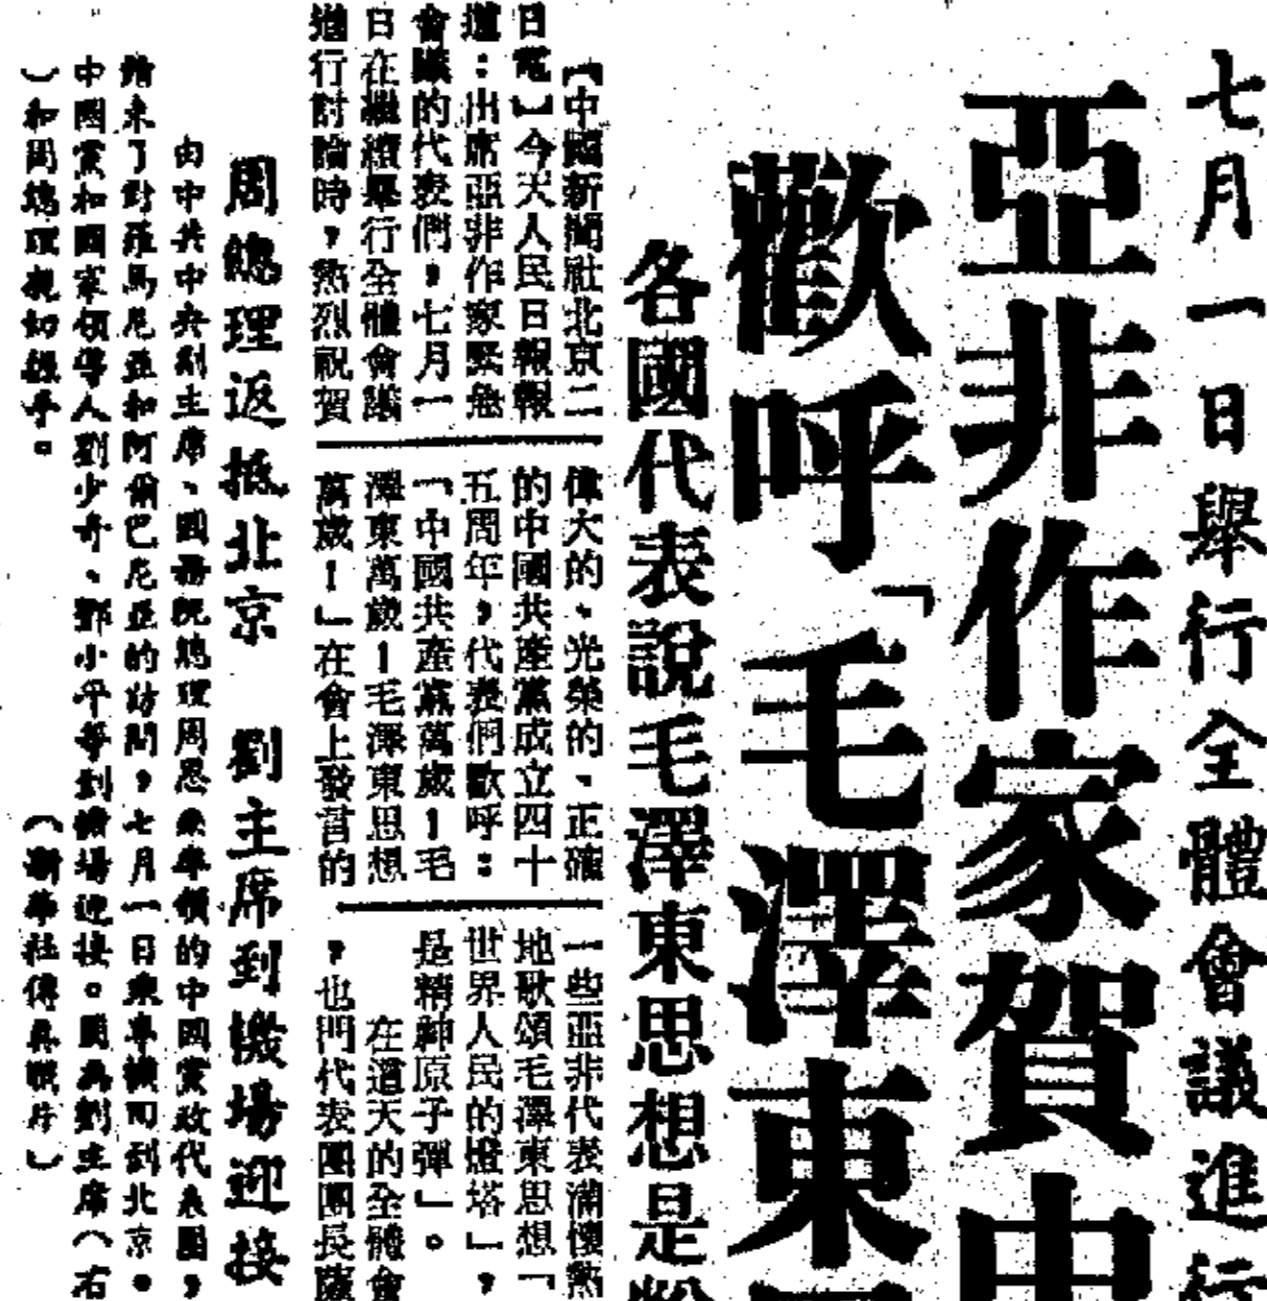 七月一日舉行全體會議進行
亞非作家賀中
歡呼「毛澤東
各國代表說毛澤東思想是
【中國新聞社北京二
日電】今天人民日報報
道：出席亞非作家緊急
會議的代表們，七月一
日在繼續舉行全體會議
進行討論時，熱烈祝賀
偉大的、光榮的、正確
的中國共產黨成立四十
五周年，代表們歡呼：
「中國共產黨萬歲！毛
澤東萬歲！毛澤東思想
萬歲！」在會上發言的
一些亞非代表滿懷熱
地歌頌毛澤東思想「
世界人民的燈塔」，
是精神原子彈」。
在這天的全體會
，也門代表團團長薩
周總理返抵北京　劉主席到機場迎接
由中共中央副主席、國務院總理周恩來率領的中國黨政代表團，
結束了對羅馬尼亞和阿爾巴尼亞的訪問，七月一日乘專機回到北京。
中國黨和國家領導人劉少奇、鄧小平等到機場迎接。圖為劉主席（右
）和周總理親切握手。　（新華社傳真照片）